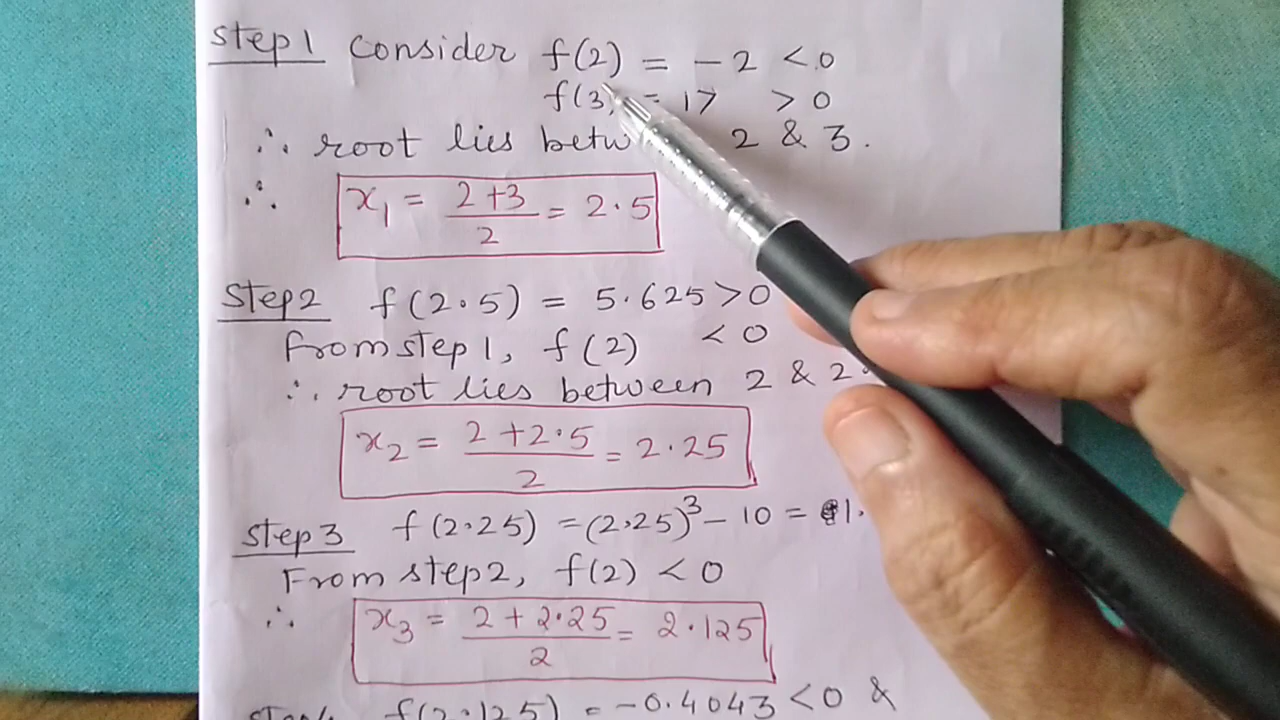 Step1 Consider f(2) = -2 <0
f(3 = 17 >0
∴ root lies betw 2 & 3.
∴ x₁ = (2+3)/2 = 2.5
Step2 f(2.5) = 5.625>0
From step1, f(2) <0
∴ root lies between 2 & 2.
x₂ = (2+2.5)/2 = 2.25
Step3 f(2.25) = (2.25)³-10 = 1.
From step2, f(2) <0
∴ x₃ = (2+2.25)/2 = 2.125
Step4 f(2.125) = -0.4043 <0 &